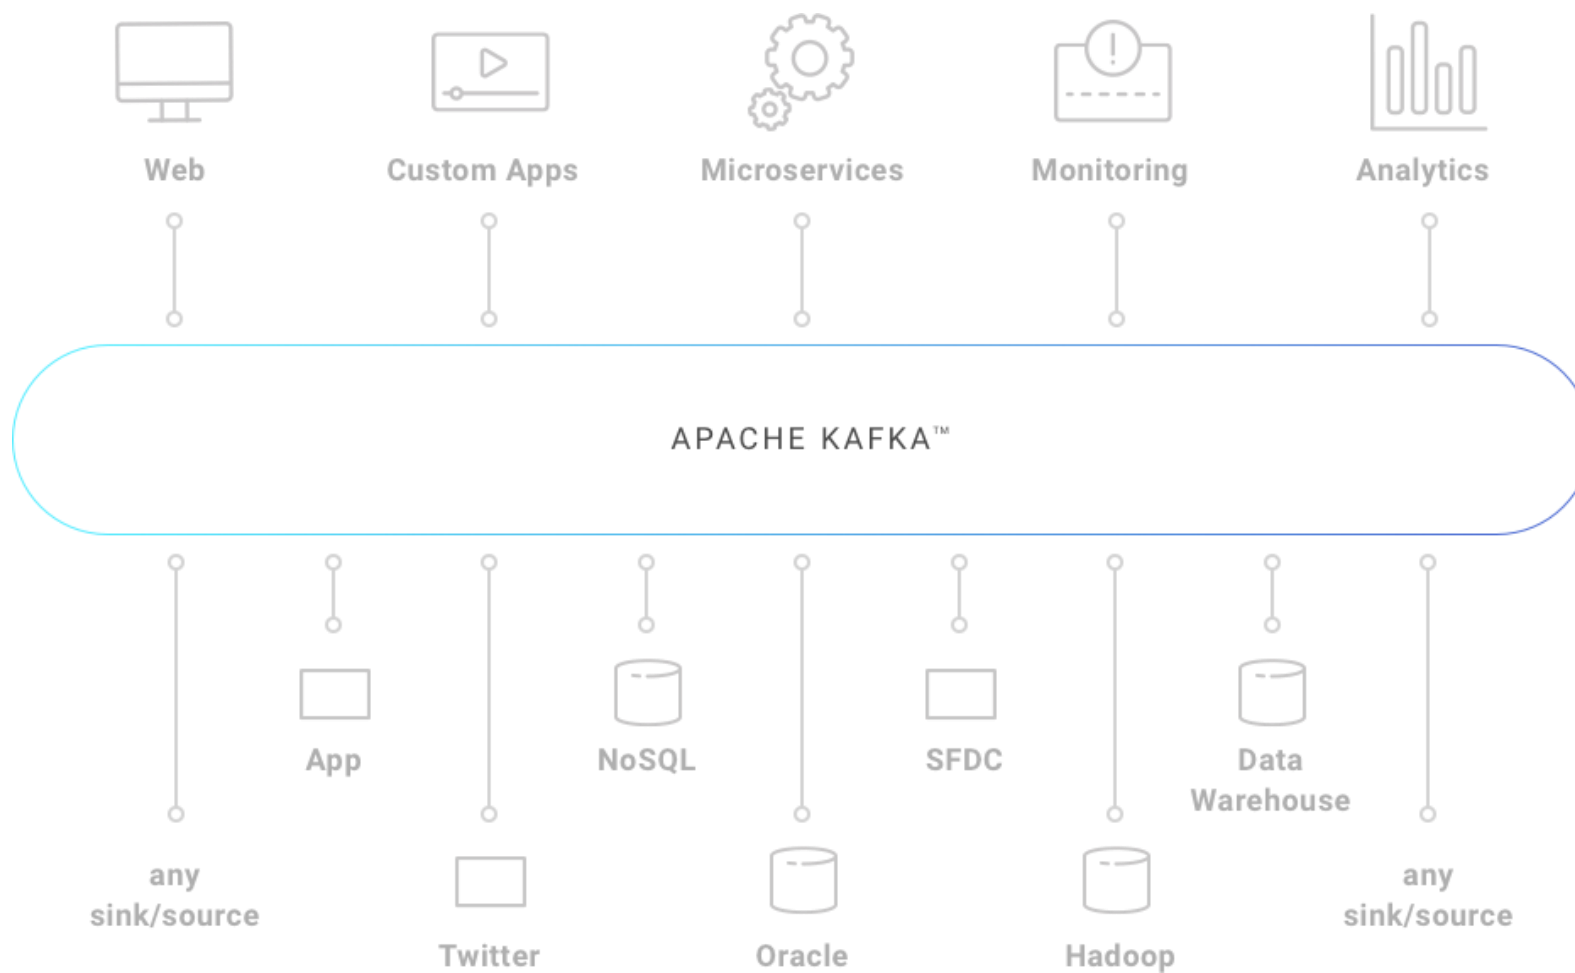 Web
Custom Apps
Microservices
Monitoring
Analytics
APACHE KAFKA™
App
NoSQL
SFDC
Data
Warehouse
any
sink/source
Twitter
Oracle
Hadoop
any
sink/source